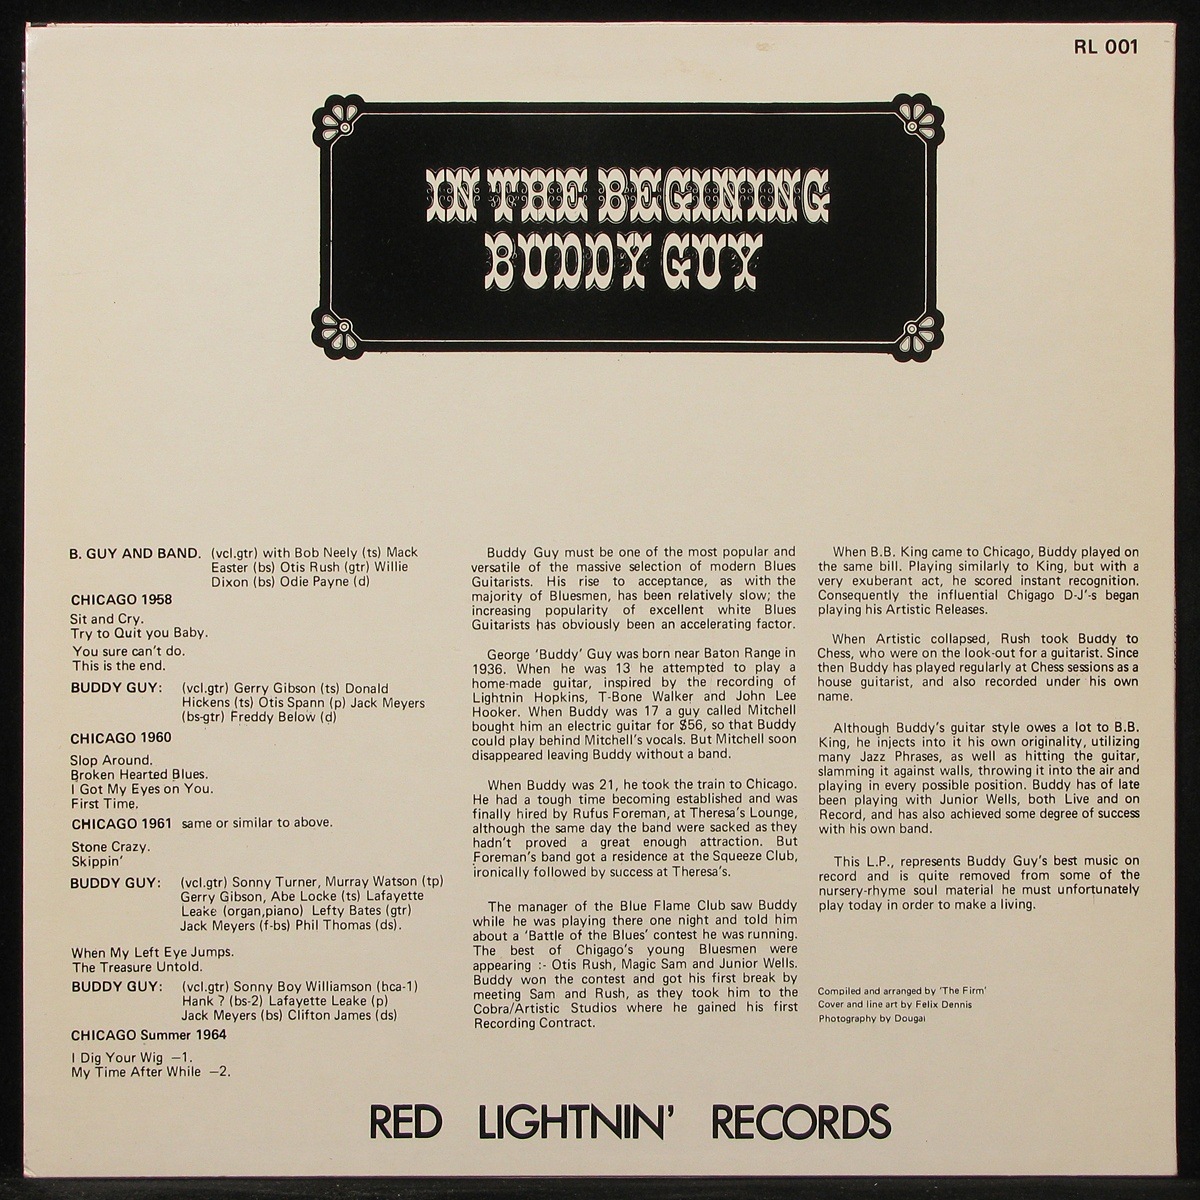 RL 001
IN THE BEGINING
BUDDY GUY
B. GUY AND BAND. (vcl.gtr) with Bob Neely (ts) Mack
Easter (bs) Otis Rush (gtr) Willie
Dixon (bs) Odie Payne (d)
CHICAGO 1958
Sit and Cry.
Try to Quit you Baby.
You sure can't do.
This is the end.
BUDDY GUY: (vcl.gtr) Gerry Gibson (ts) Donald
Hickens (ts) Otis Spann (p) Jack Meyers
(bs-gtr) Freddy Below (d)
CHICAGO 1960
Slop Around.
Broken Hearted Blues.
I Got My Eyes on You.
First Time.
CHICAGO 1961 same or similar to above.
Stone Crazy.
Skippin'
BUDDY GUY: (vcl.gtr) Sonny Turner, Murray Watson (tp)
Gerry Gibson, Abe Locke (ts) Lafayette
Leake (organ,piano) Lefty Bates (gtr)
Jack Meyers (f-bs) Phil Thomas (ds).
When My Left Eye Jumps.
The Treasure Untold.
BUDDY GUY: (vcl.gtr) Sonny Boy Williamson (hca-1)
Hank ? (bs-2) Lafayette Leake (p)
Jack Meyers (bs) Clifton James (ds)
CHICAGO Summer 1964
I Dig Your Wig —1.
My Time After While —2.
Buddy Guy must be one of the most popular and
versatile of the massive selection of modern Blues
Guitarists. His rise to acceptance, as with the
majority of Bluesmen, has been relatively slow; the
increasing popularity of excellent white Blues
Guitarists has obviously been an accelerating factor.
George 'Buddy' Guy was born near Baton Range in
1936. When he was 13 he attempted to play a
home-made guitar, inspired by the recording of
Lightnin Hopkins, T-Bone Walker and John Lee
Hooker. When Buddy was 17 a guy called Mitchell
bought him an electric guitar for $56, so that Buddy
could play behind Mitchell's vocals. But Mitchell soon
disappeared leaving Buddy without a band.
When Buddy was 21, he took the train to Chicago.
He had a tough time becoming established and was
finally hired by Rufus Foreman, at Theresa's Lounge,
although the same day the band were sacked as they
hadn't proved a great enough attraction. But
Foreman's band got a residence at the Squeeze Club,
ironically followed by success at Theresa's.
The manager of the Blue Flame Club saw Buddy
while he was playing there one night and told him
about a 'Battle of the Blues' contest he was running.
The best of Chigago's young Bluesmen were
appearing :- Otis Rush, Magic Sam and Junior Wells.
Buddy won the contest and got his first break by
meeting Sam and Rush, as they took him to the
Cobra/Artistic Studios where he gained his first
Recording Contract.
When B.B. King came to Chicago, Buddy played on
the same bill. Playing similarly to King, but with a
very exuberant act, he scored instant recognition.
Consequently the influential Chigago D-J'-s began
playing his Artistic Releases.
When Artistic collapsed, Rush took Buddy to
Chess, who were on the look-out for a guitarist. Since
then Buddy has played regularly at Chess sessions as a
house guitarist, and also recorded under his own
name.
Although Buddy's guitar style owes a lot to B.B.
King, he injects into it his own originality, utilizing
many Jazz Phrases, as well as hitting the guitar,
slamming it against walls, throwing it into the air and
playing in every possible position. Buddy has of late
been playing with Junior Wells, both Live and on
Record, and has also achieved some degree of success
with his own band.
This L.P., represents Buddy Guy's best music on
record and is quite removed from some of the
nursery-rhyme soul material he must unfortunately
play today in order to make a living.
Compiled and arranged by 'The Firm'
Cover and line art by Felix Dennis
Photography by Dougal
RED LIGHTNIN' RECORDS